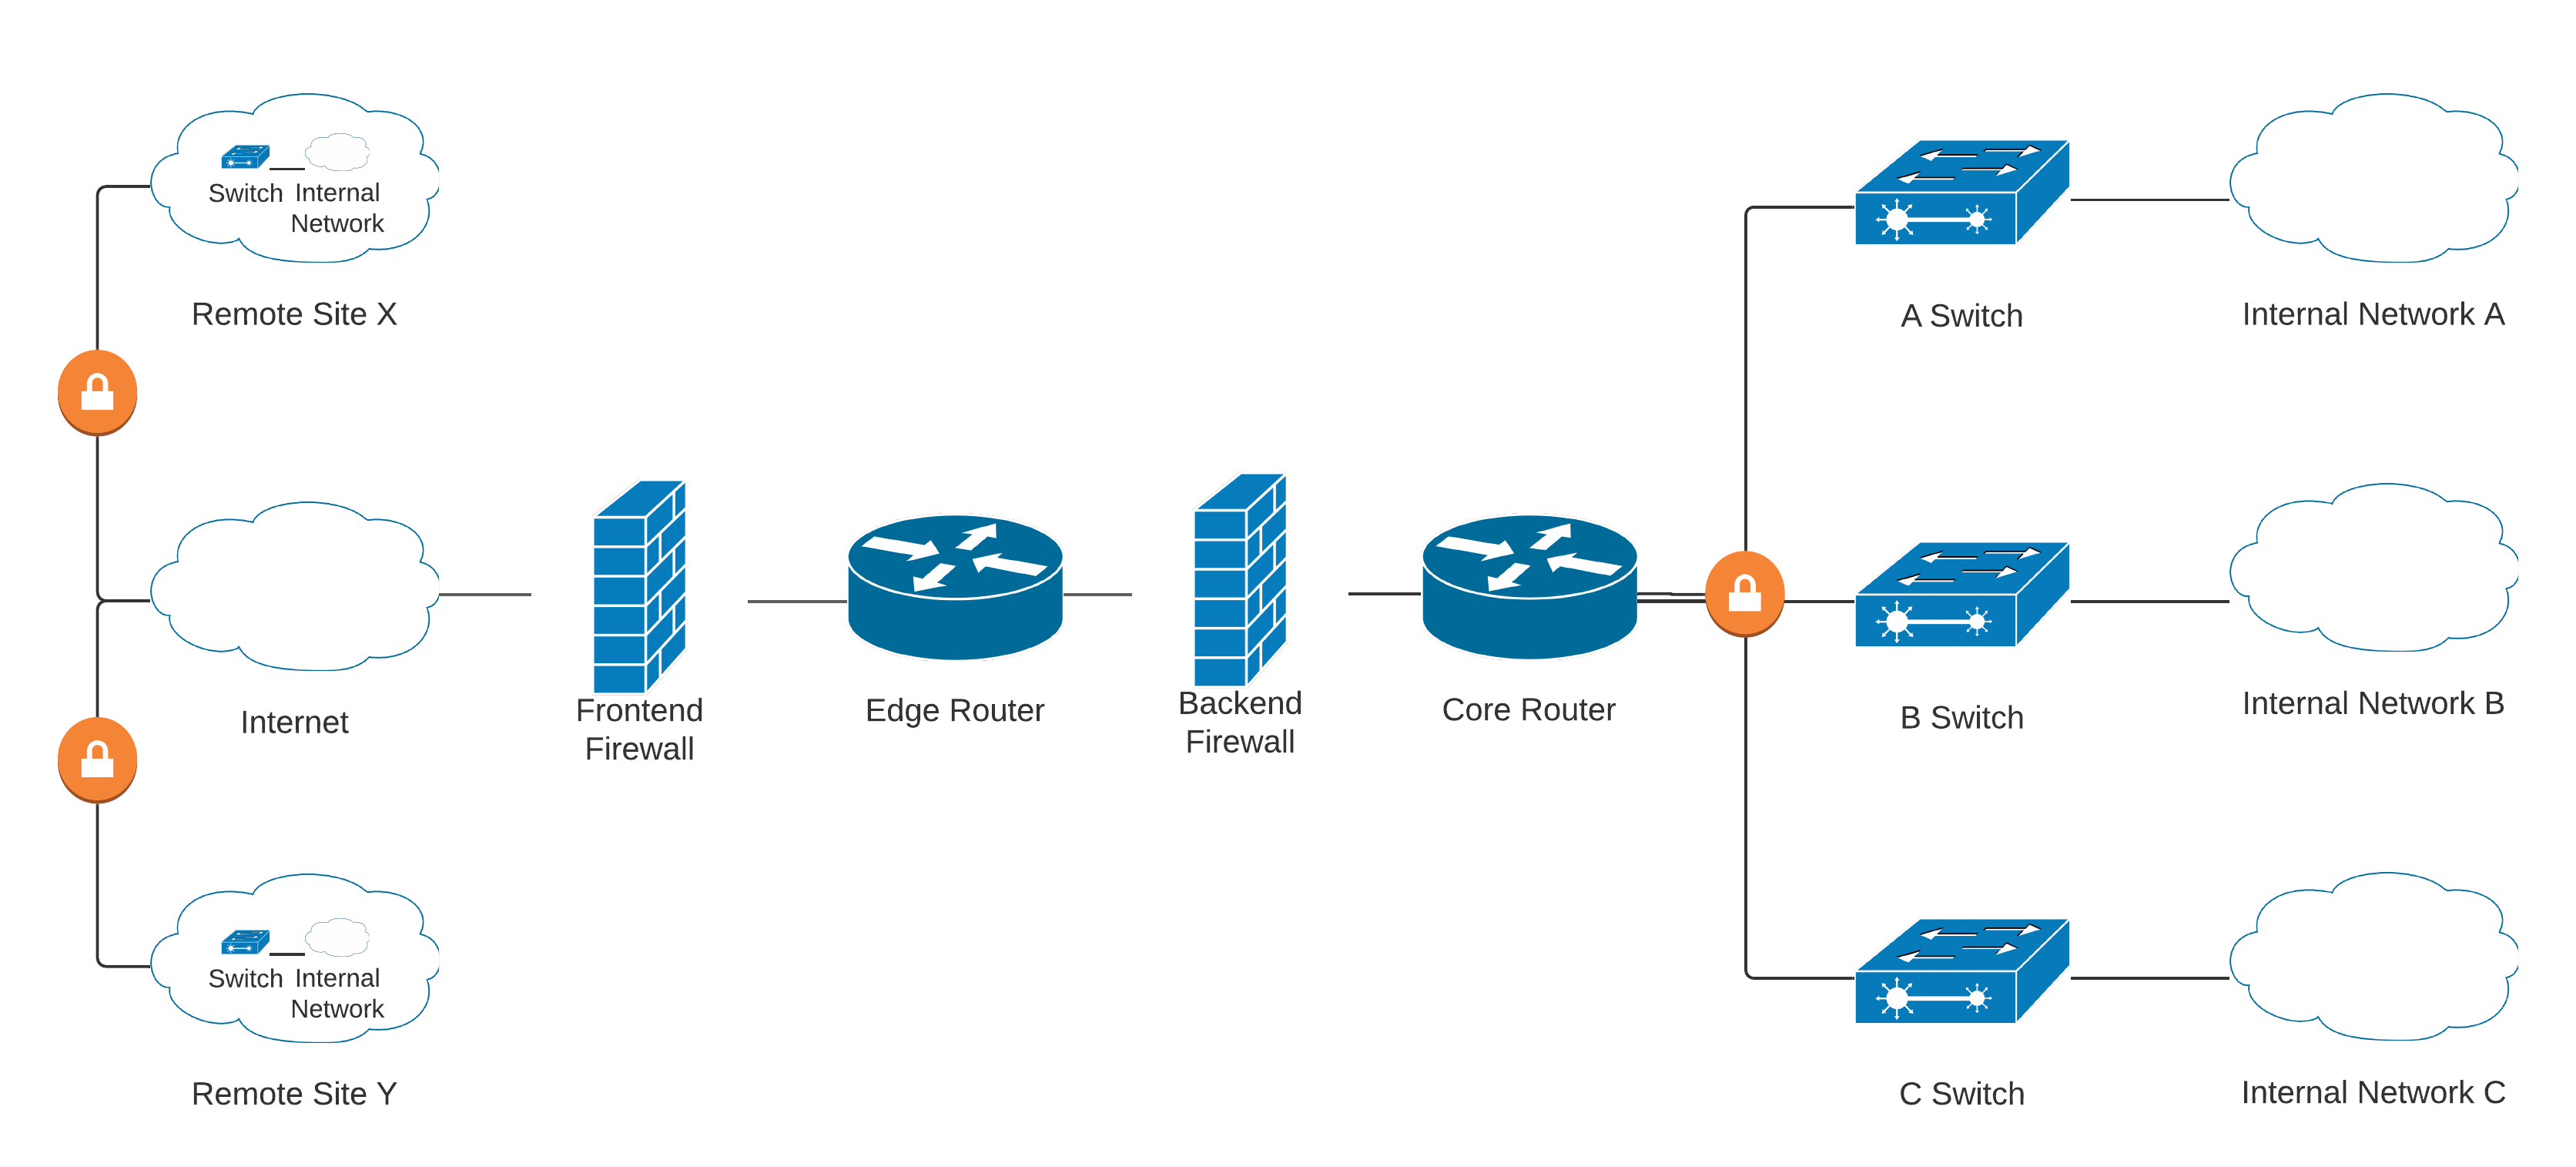 Switch
Internal
Network
Remote Site X
Internet
Switch
Internal
Network
Remote Site Y
Frontend
Firewall
Edge Router
Backend
Firewall
Core Router
A Switch
Internal Network A
B Switch
Internal Network B
C Switch
Internal Network C